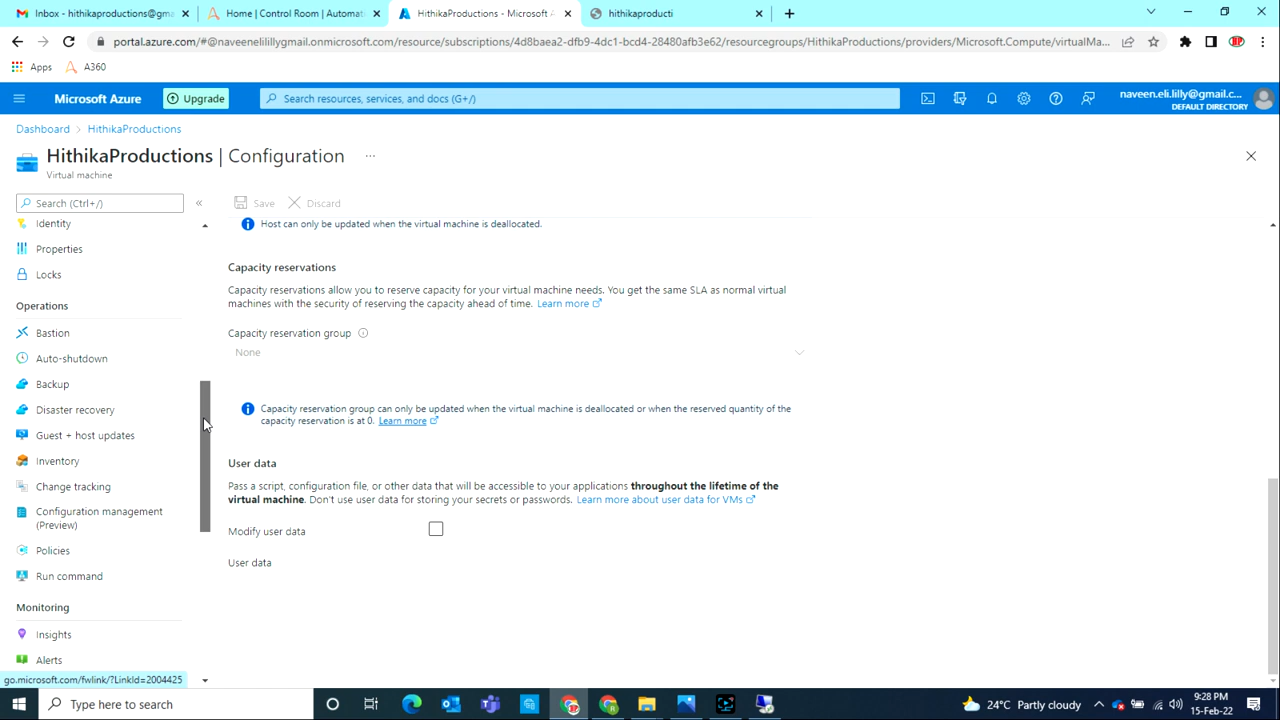 Inbox - hithikaproductions@gma
Home | Control Room | Automat
HithikaProductions - Microsoft A
hithikaproducti
portal.azure.com/#@naveenelilillygmail.onmicrosoft.com/resource/subscriptions/4d8baea2-dfb9-4dc1-bcd4-28480afb3e62/resourcegroups/HithikaProductions/providers/Microsoft.Compute/virtualMa...
Apps
A360
Microsoft Azure
Upgrade
Search resources, services, and docs (G+/)
naveen.eli.lilly@gmail.c...
DEFAULT DIRECTORY
Dashboard > HithikaProductions
HithikaProductions | Configuration ...
Virtual machine
Search (Ctrl+/)
«
Save
Discard
Identity
Properties
Locks
Operations
Bastion
Auto-shutdown
Backup
Disaster recovery
Guest + host updates
Inventory
Change tracking
Configuration management
(Preview)
Policies
Run command
Monitoring
Insights
Alerts
Host can only be updated when the virtual machine is deallocated.
Capacity reservations
Capacity reservations allow you to reserve capacity for your virtual machine needs. You get the same SLA as normal virtual
machines with the security of reserving the capacity ahead of time. Learn more
Capacity reservation group
None
Capacity reservation group can only be updated when the virtual machine is deallocated or when the reserved quantity of the
capacity reservation is at 0. Learn more
User data
Pass a script, configuration file, or other data that will be accessible to your applications throughout the lifetime of the
virtual machine. Don't use user data for storing your secrets or passwords. Learn more about user data for VMs
Modify user data
User data
go.microsoft.com/fwlink/?LinkId=2004425
Type here to search
24°C Partly cloudy
9:28 PM
15-Feb-22